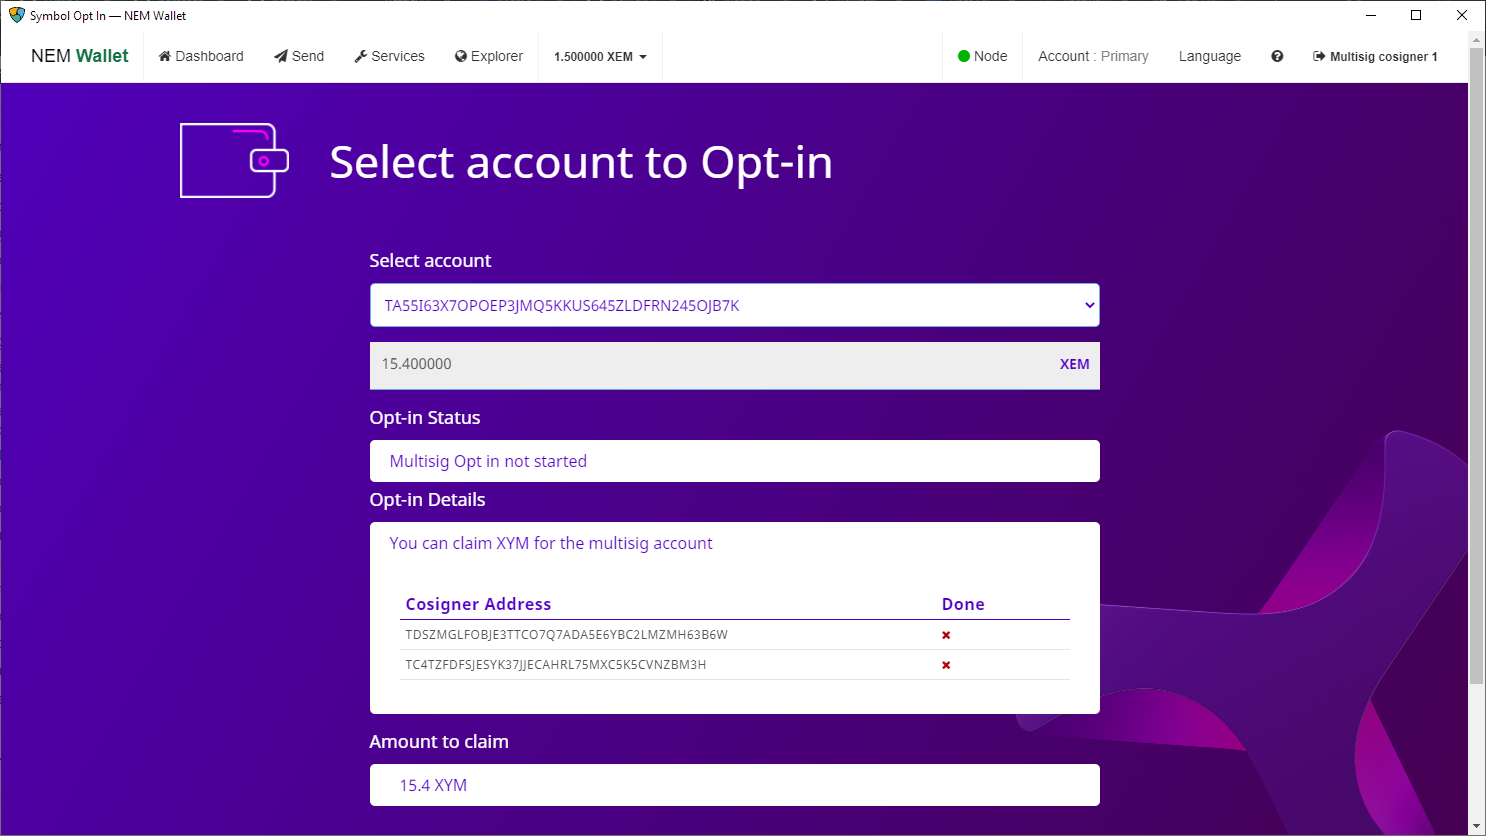 Symbol Opt In — NEM Wallet
NEM Wallet Dashboard Send Services Explorer 1.500000 XEM Node Account : Primary Language Multisig cosigner 1
Select account to Opt-in
Select account
TA55I63X7OPOEP3JMQ5KKUS645ZLDFRN245OJB7K
15.400000 XEM
Opt-in Status
Multisig Opt in not started
Opt-in Details
You can claim XYM for the multisig account
Cosigner Address Done
TDSZMGLFOBJE3TTCO7Q7ADA5E6YBC2LMZMH63B6W
TC4TZFDFSJESYK37JJECAHRL75MXC5K5CVNZBM3H
Amount to claim
15.4 XYM